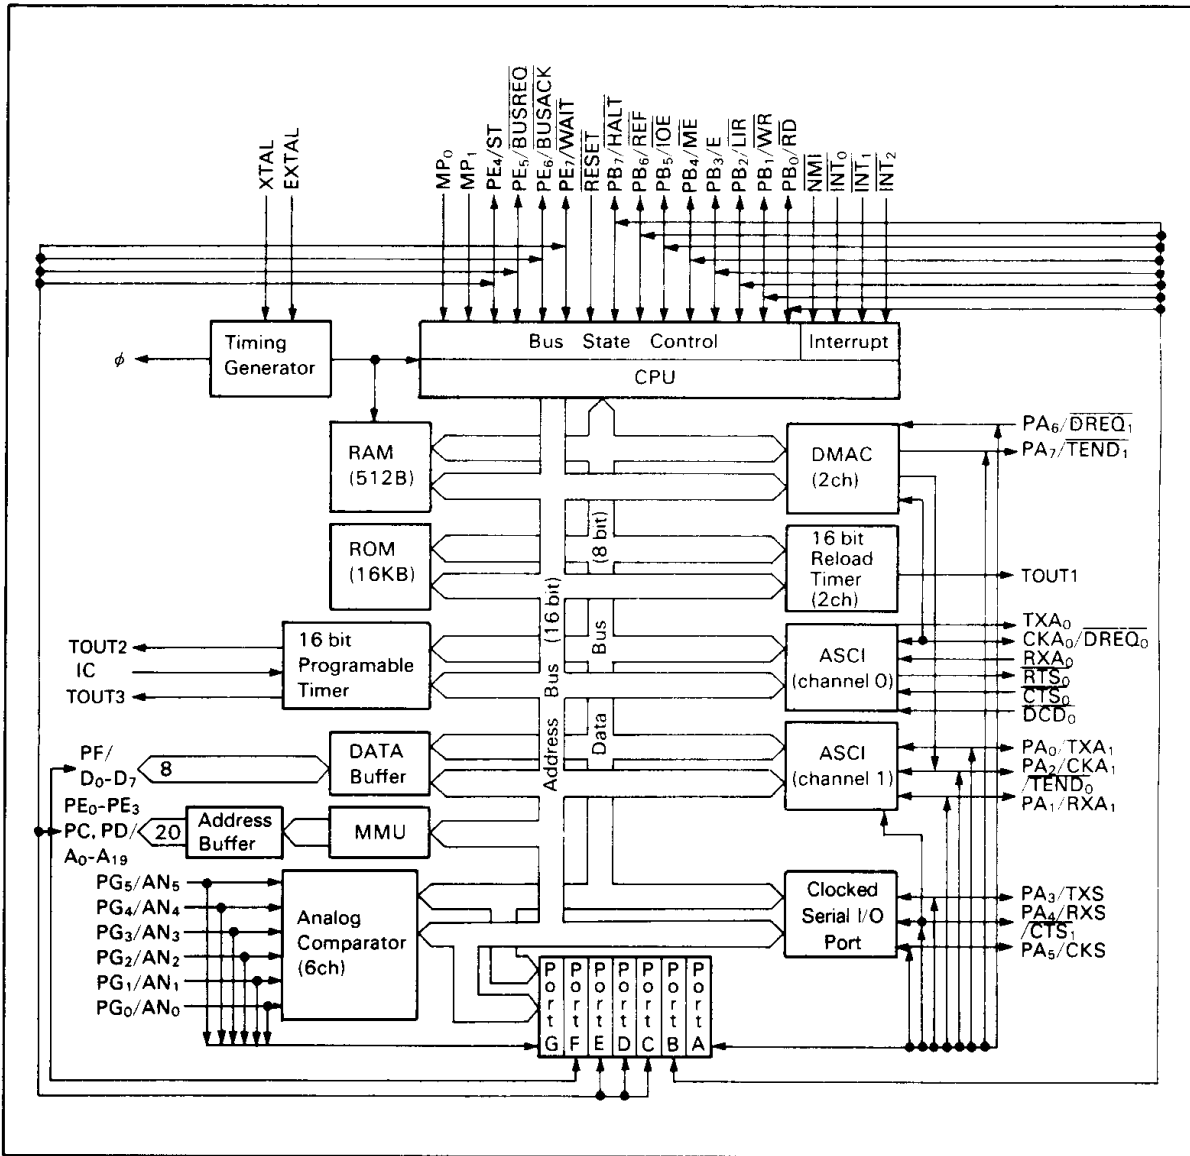 XTAL
EXTAL
MP0
MP1
PE4/ST
PE5/BUSREQ
PE6/BUSACK
PE7/WAIT
RESET
PB7/HALT
PB6/REF
PB5/IOE
PB4/ME
PB3/E
PB2/LIR
PB1/WR
PB0/RD
NMI
INT0
INT1
INT2
φ
Timing
Generator
Bus State Control
Interrupt
CPU
RAM
(512B)
DMAC
(2ch)
PA6/DREQ1
PA7/TEND1
ROM
(16KB)
16 bit
Reload
Timer
(2ch)
TOUT1
Address Bus (16 bit)
Data Bus (8 bit)
TOUT2
IC
TOUT3
16 bit
Programable
Timer
ASCI
(channel 0)
TXA0
CKA0/DREQ0
RXA0
RTS0
CTS0
DCD0
PF/
D0-D7
8
DATA
Buffer
ASCI
(channel 1)
PA0/TXA1
PA2/CKA1
/TEND0
PA1/RXA1
PE0-PE3
PC, PD/
A0-A19
20
Address
Buffer
MMU
PG5/AN5
PG4/AN4
PG3/AN3
PG2/AN2
PG1/AN1
PG0/AN0
Analog
Comparator
(6ch)
Clocked
Serial I/O
Port
PA3/TXS
PA4/RXS
/CTS1
PA5/CKS
Port G
Port F
Port E
Port D
Port C
Port B
Port A